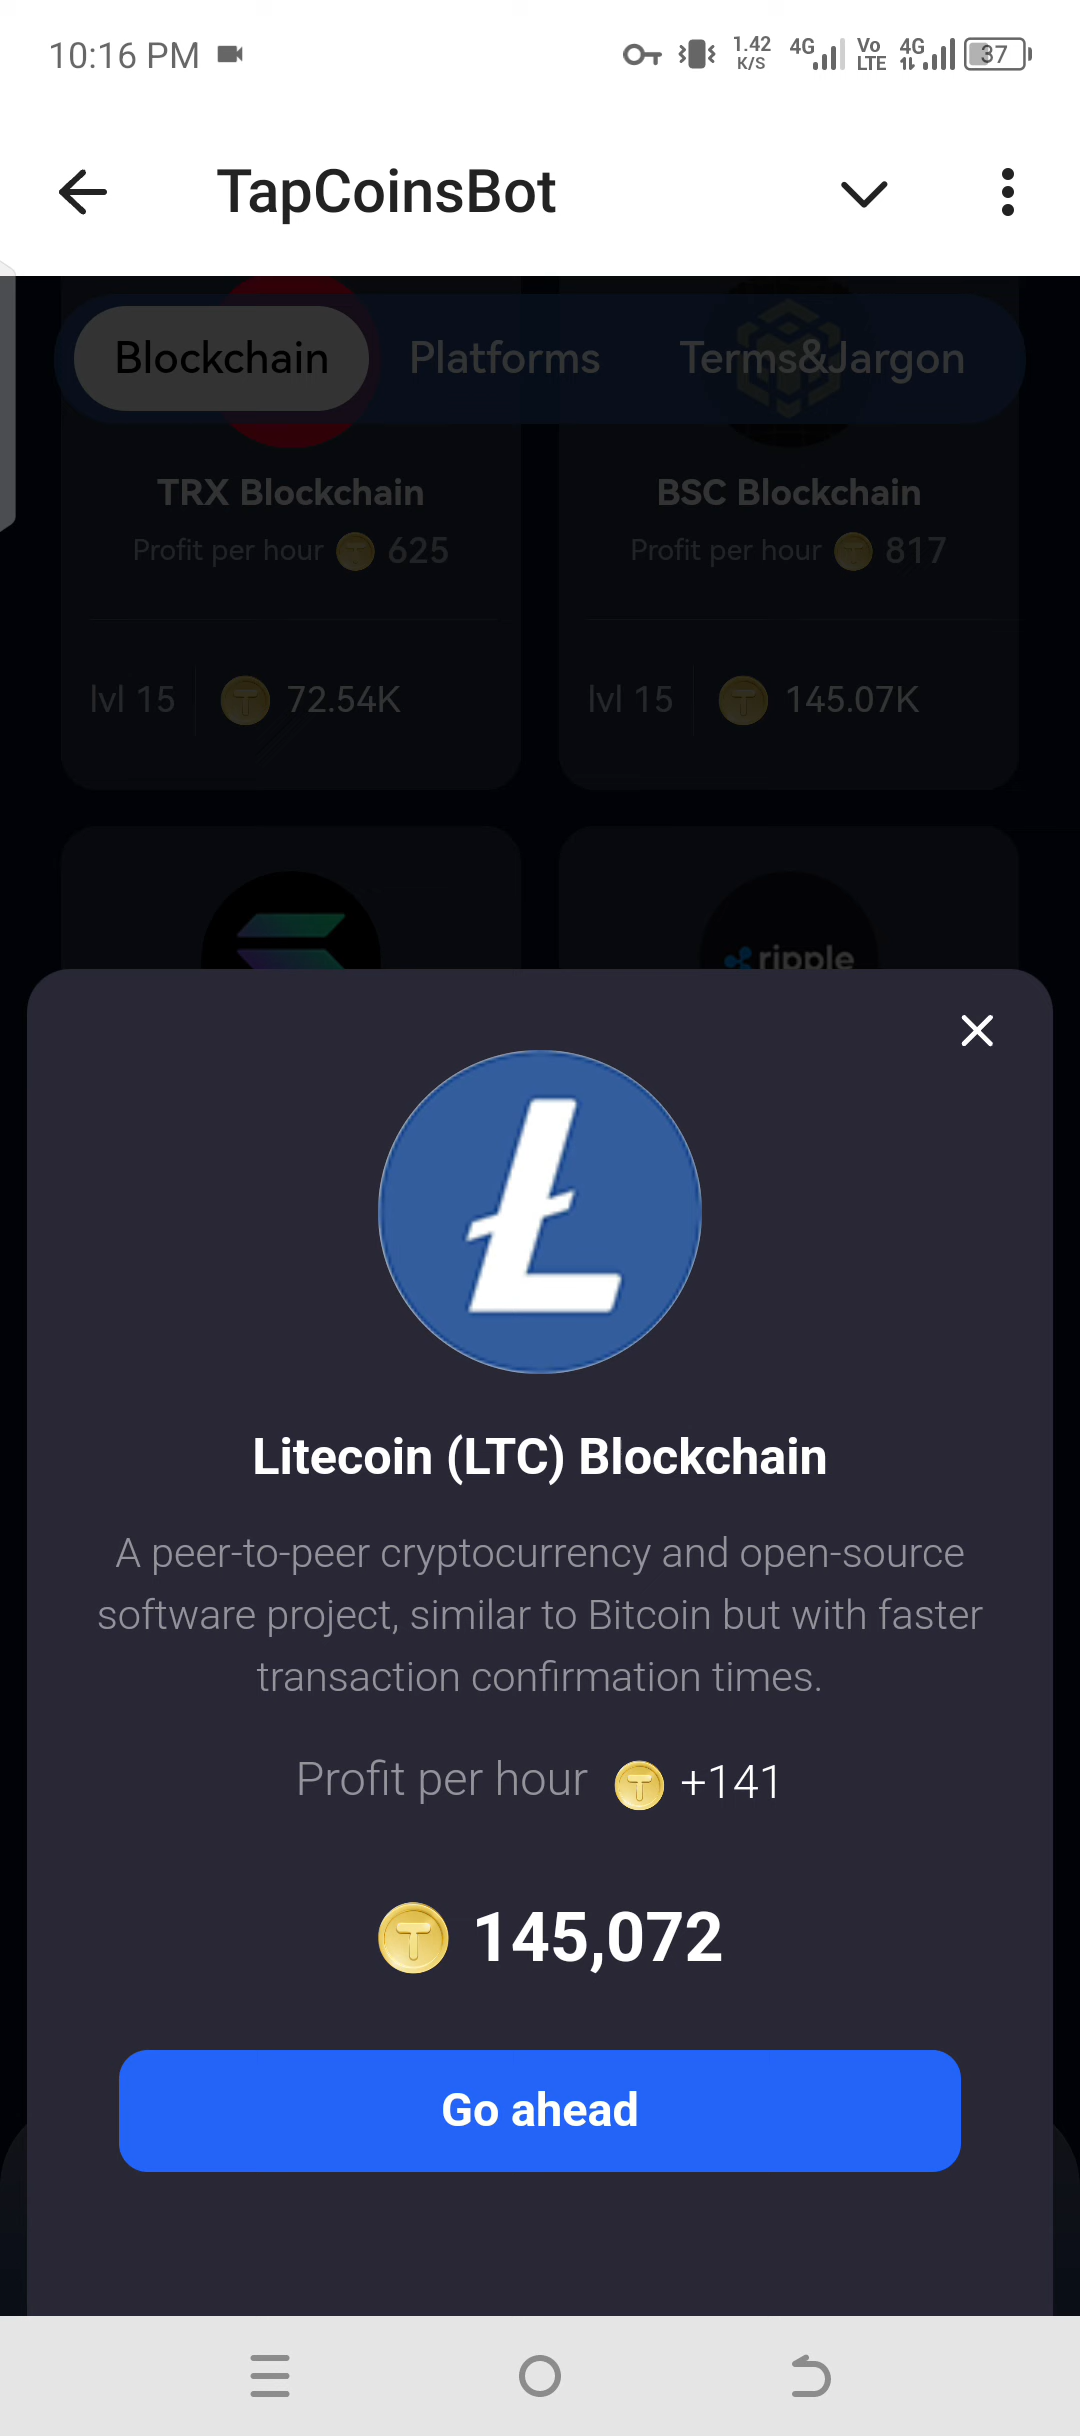 10:16 PM
1.42 K/S 4G Vo LTE 4G 37
TapCoinsBot
Blockchain Platforms Terms&Jargon
TRX Blockchain BSC Blockchain
Profit per hour 625 Profit per hour 817
lvl 15 72.54K lvl 15 145.07K
ripple
Litecoin (LTC) Blockchain
A peer-to-peer cryptocurrency and open-source
software project, similar to Bitcoin but with faster
transaction confirmation times.
Profit per hour +141
145,072
Go ahead